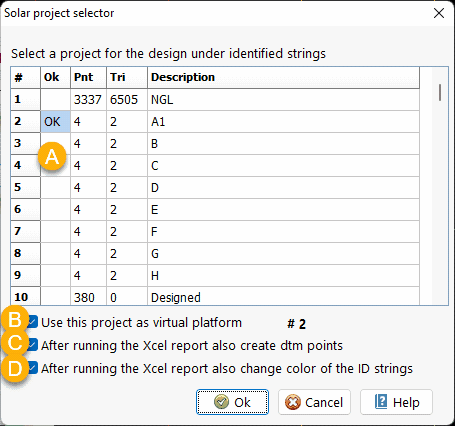 Solar project selector
Select a project for the design under identified strings
# Ok Pnt Tri Description
1 3337 6505 NGL
2 OK 4 2 A1
3 4 2 B
4 4 2 C
5 4 2 D
6 4 2 E
7 4 2 F
8 4 2 G
9 4 2 H
10 380 0 Designed
A
B Use this project as virtual platform # 2
C After running the Xcel report also create dtm points
D After running the Xcel report also change color of the ID strings
Ok Cancel Help